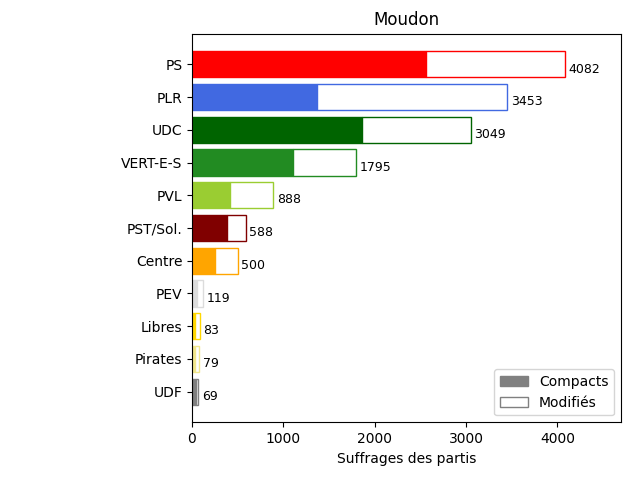 Moudon
PS 4082
PLR 3453
UDC 3049
VERT-E-S 1795
PVL 888
PST/Sol. 588
Centre 500
PEV 119
Libres 83
Pirates 79
UDF 69
Compacts
Modifiés
0 1000 2000 3000 4000
Suffrages des partis